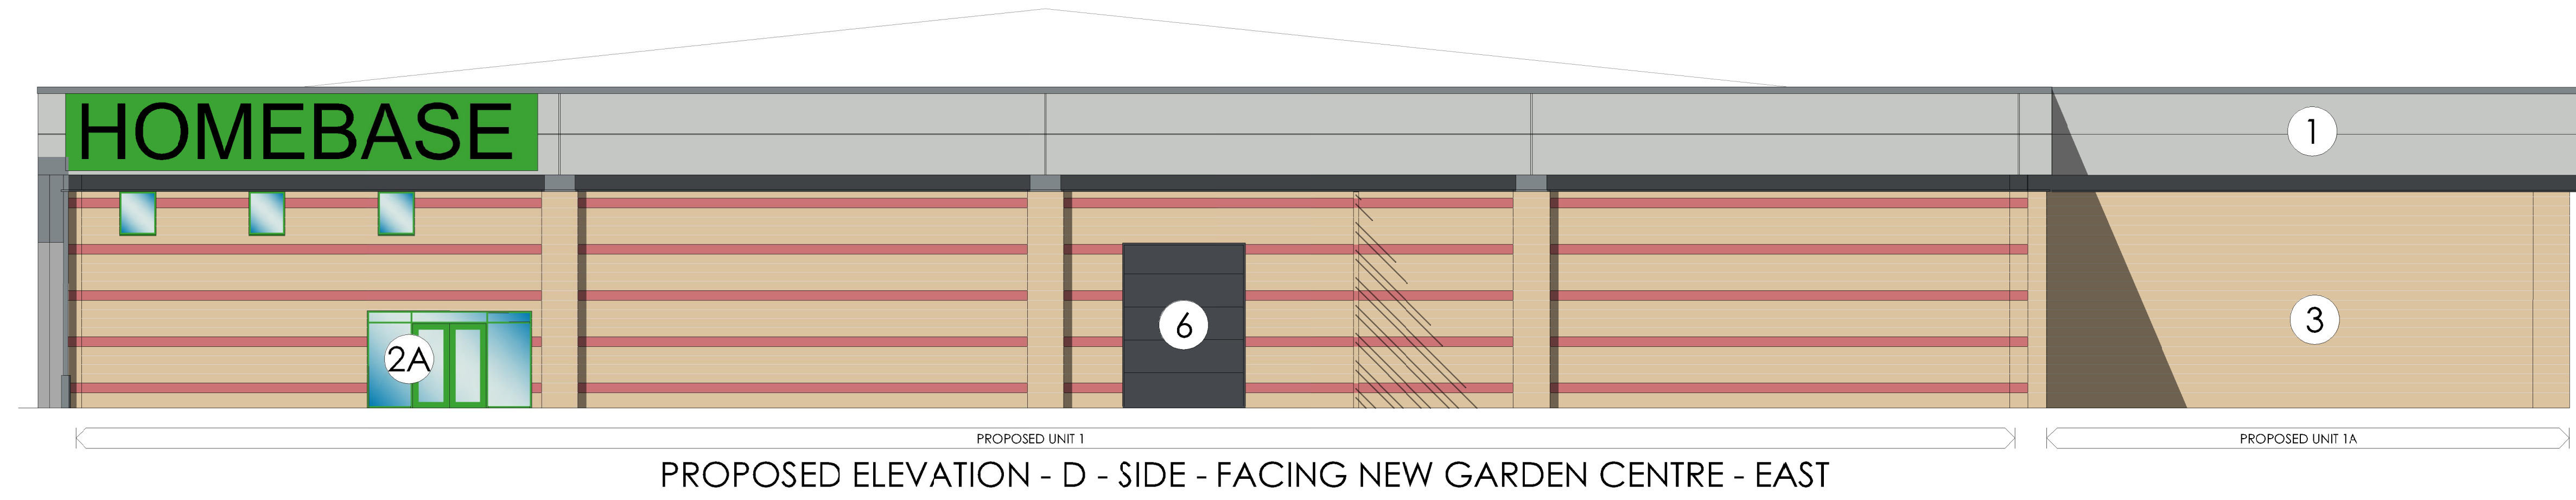 HOMEBASE
1
2A
6
3
PROPOSED UNIT 1
PROPOSED UNIT 1A
PROPOSED ELEVATION - D - SIDE - FACING NEW GARDEN CENTRE - EAST